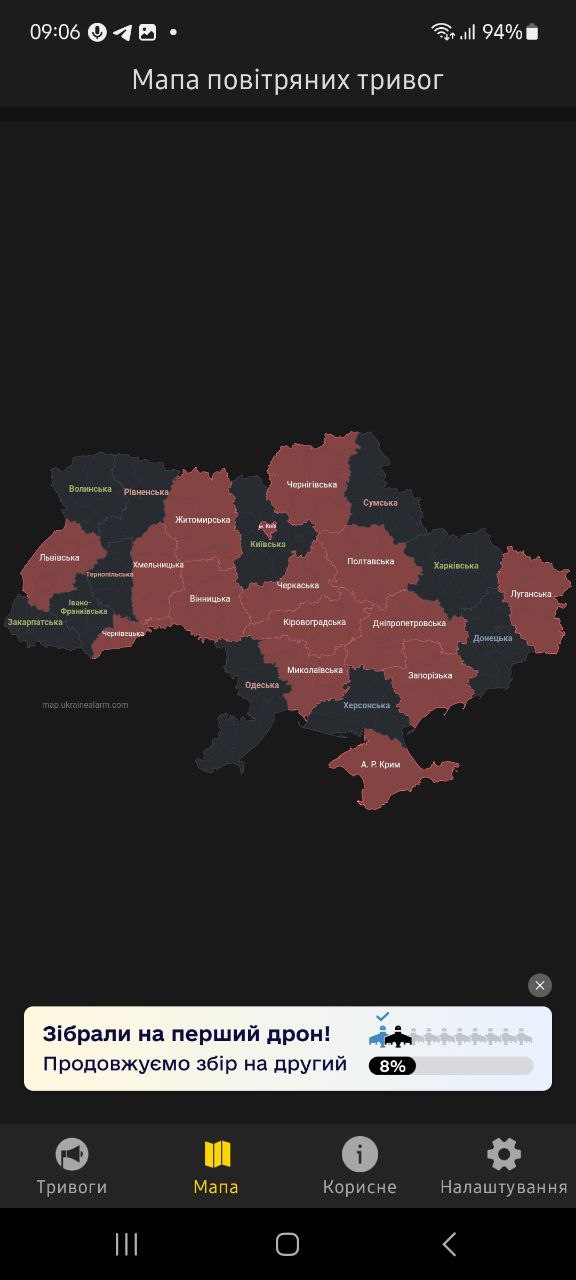 09:06
94%
Мапа повітряних тривог
Чернігівська
Волинська
Рівненська
Сумська
Житомирська
м. Київ
Київська
Львівська
Полтавська
Хмельницька
Харківська
Тернопільська
Черкаська
Луганська
Вінницька
Івано-
Франківська
Закарпатська
Кіровоградська
Дніпропетровська
Чернівецька
Донецька
Миколаївська
Запорізька
Одеська
Херсонська
map.ukrainealarm.com
А. Р. Крим
Зібрали на перший дрон!
Продовжуємо збір на другий
8%
Тривоги
Мапа
Корисне
Налаштування